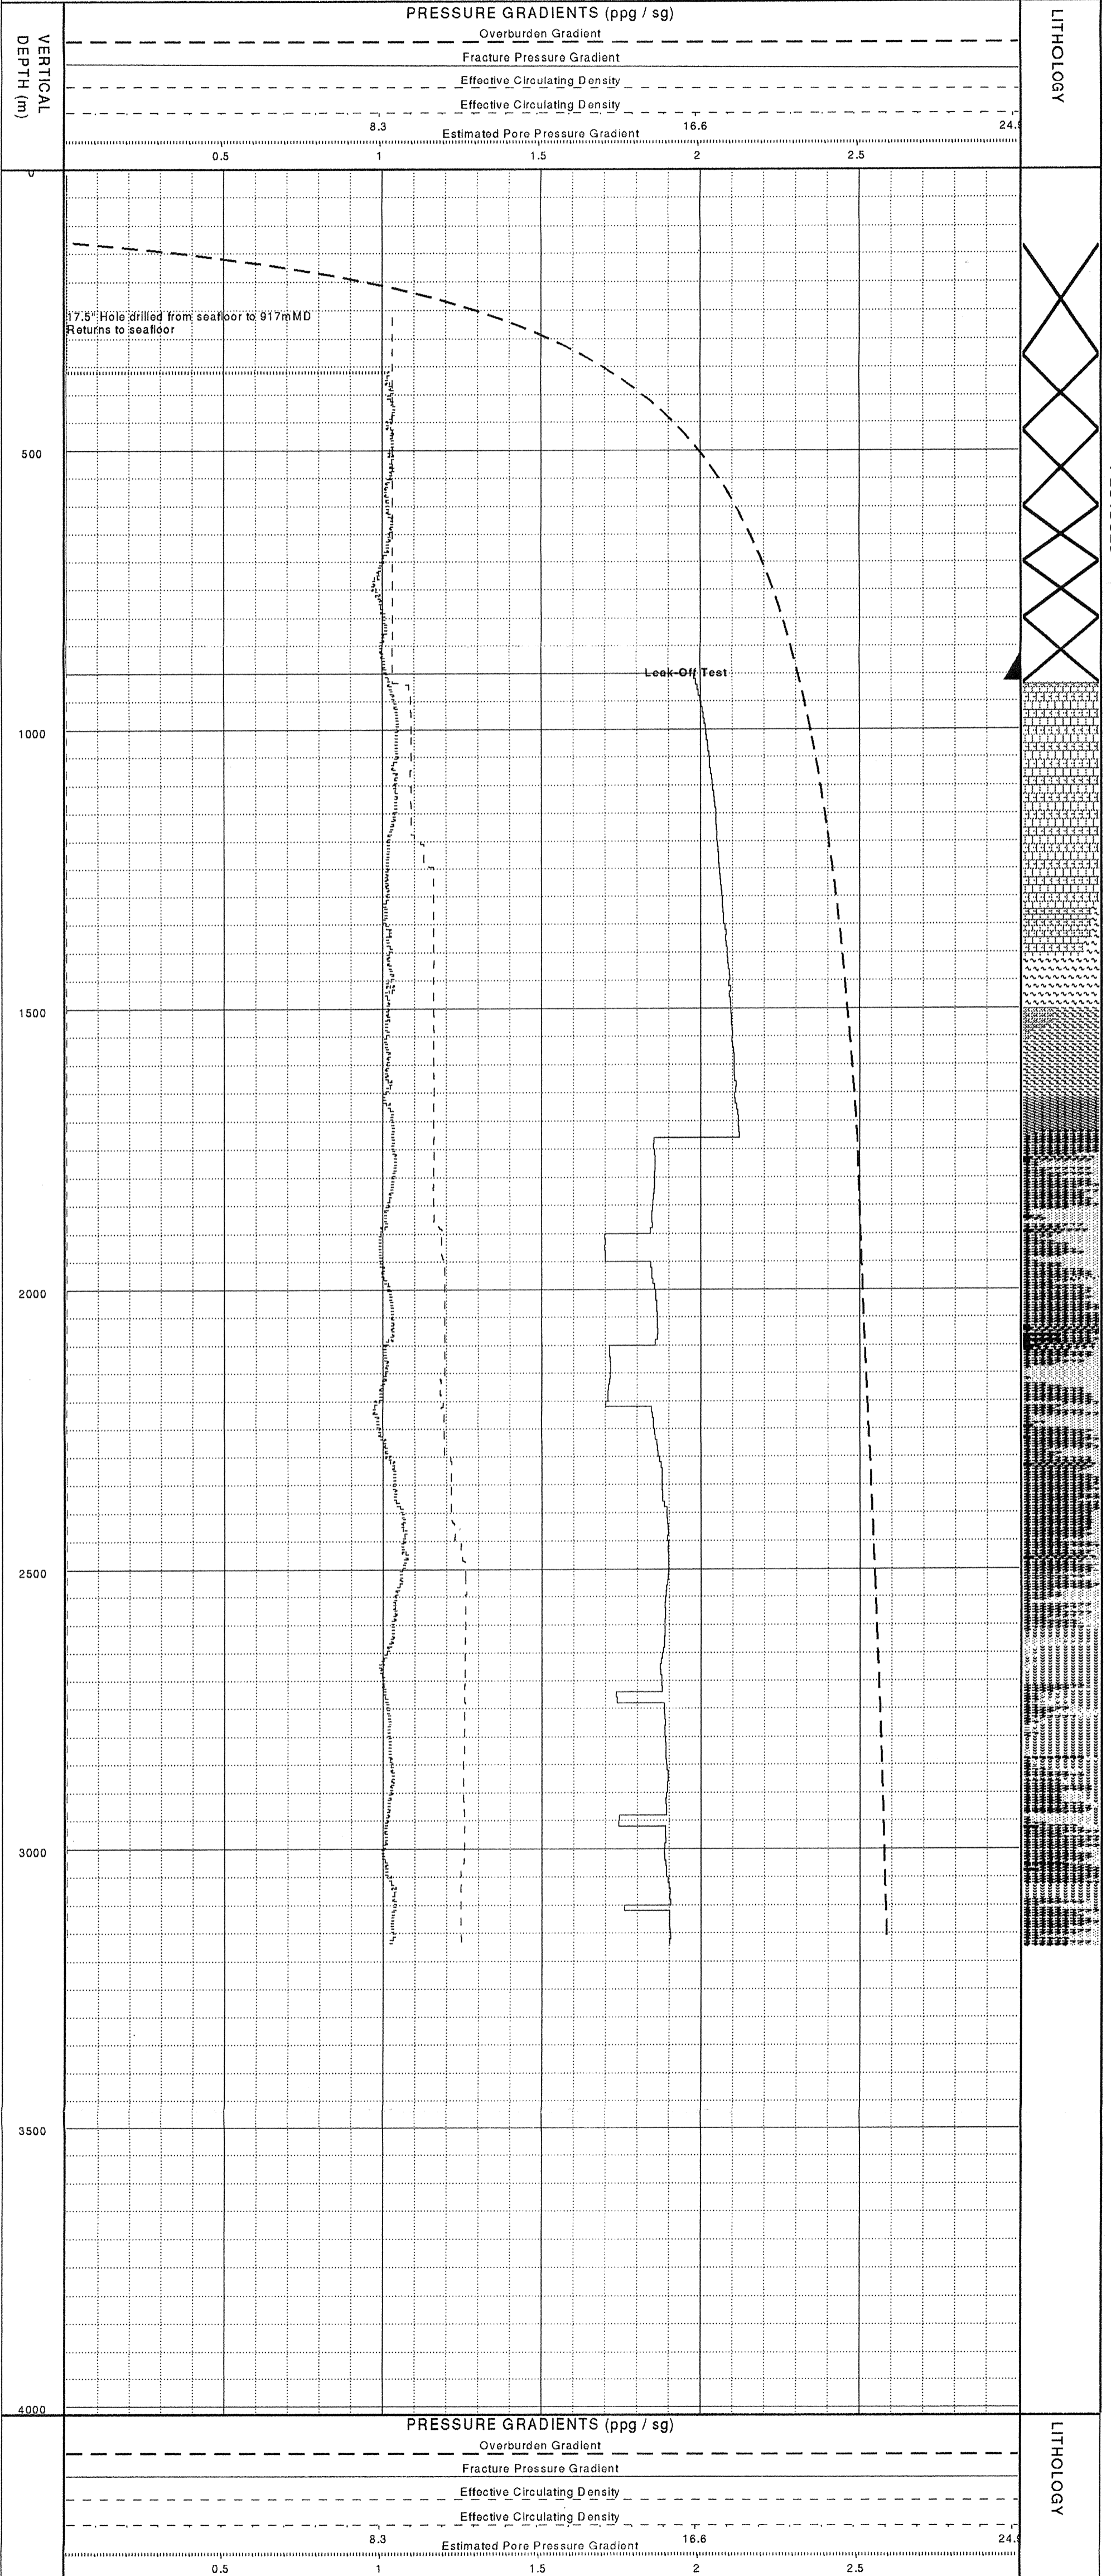 PRESSURE GRADIENTS (ppg / sg)
Overburden Gradient
Fracture Pressure Gradient
Effective Circulating Density
Effective Circulating Density
8.3 16.6 24.9
Estimated Pore Pressure Gradient
0.5 1 1.5 2 2.5
VERTICAL
DEPTH (m)
LITHOLOGY
0
17.5" Hole drilled from seafloor to 917mMD
Returns to seafloor
500
Leak-Off Test
1000
1500
2000
2500
3000
3500
4000
PRESSURE GRADIENTS (ppg / sg)
Overburden Gradient
Fracture Pressure Gradient
Effective Circulating Density
Effective Circulating Density
8.3 16.6 24.9
Estimated Pore Pressure Gradient
0.5 1 1.5 2 2.5
LITHOLOGY